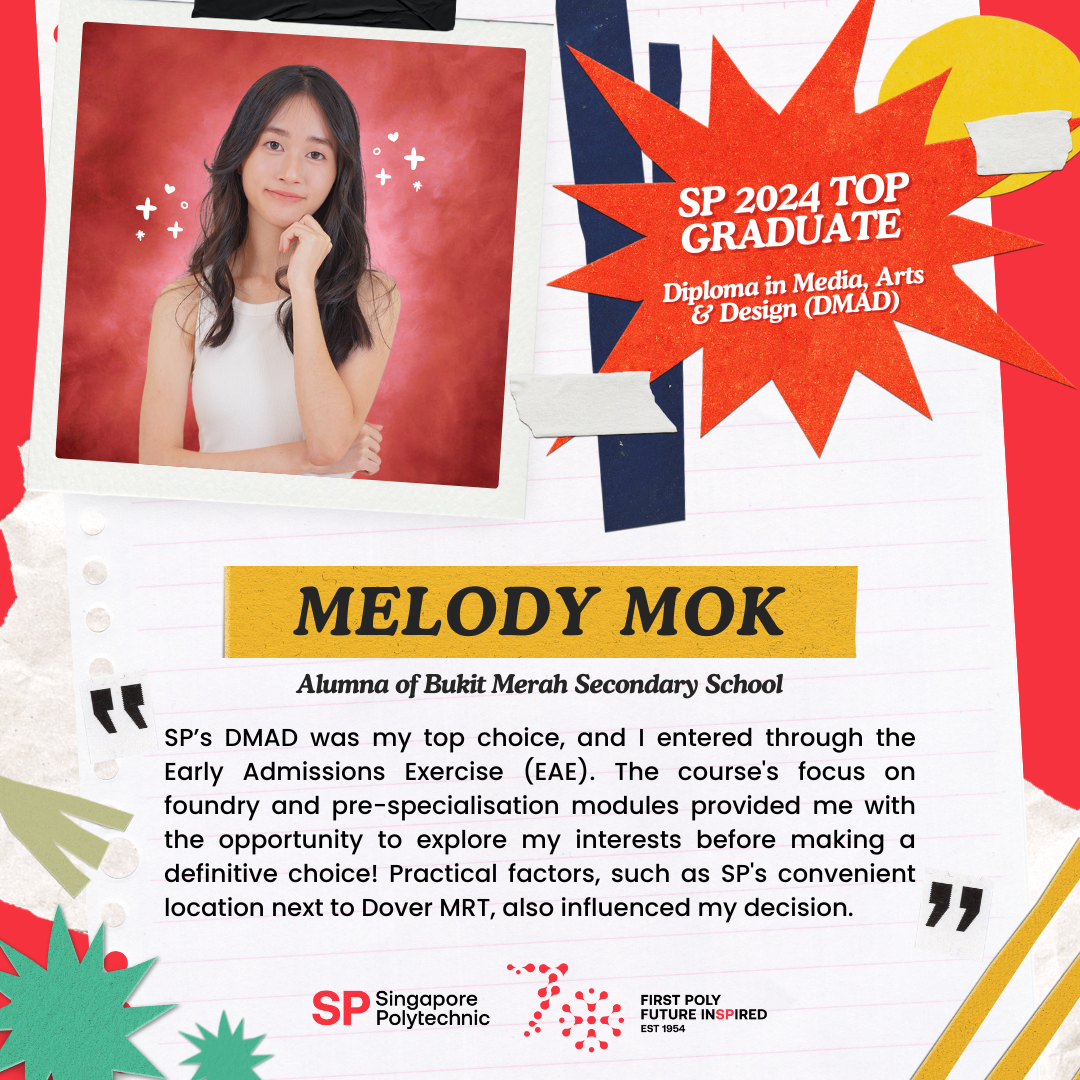 SP 2024 TOP
GRADUATE
Diploma in Media, Arts
& Design (DMAD)
MELODY MOK
Alumna of Bukit Merah Secondary School
"
SP’s DMAD was my top choice, and I entered through the
Early Admissions Exercise (EAE). The course's focus on
foundry and pre-specialisation modules provided me with
the opportunity to explore my interests before making a
definitive choice! Practical factors, such as SP's convenient
location next to Dover MRT, also influenced my decision.
"
SP Singapore
Polytechnic
70
FIRST POLY
FUTURE INSPIRED
EST 1954